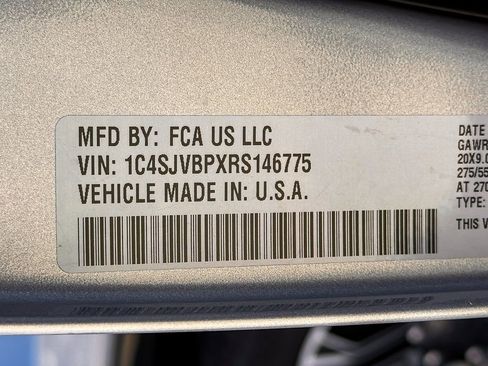 MFD BY: FCA US LLC
VIN: 1C4SJVBPXRS146775
VEHICLE MADE IN: U.S.A.
DATE
GAWR
20X9.0
275/55
AT 270
TYPE:
THIS V